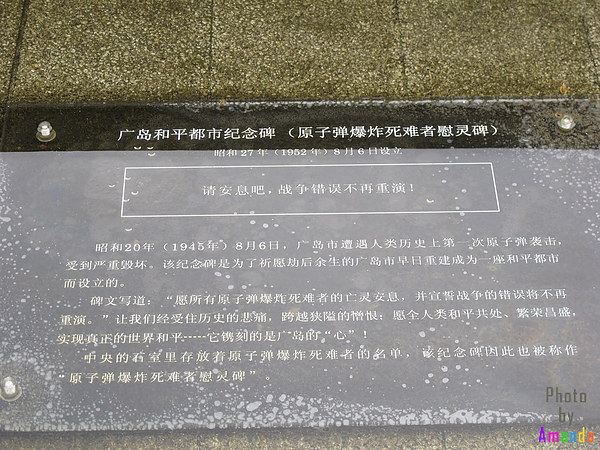 广岛和平都市纪念碑（原子弹爆炸死难者慰灵碑）
昭和27年（1952年）8月6日设立
请安息吧，战争错误不再重演！
昭和20年（1945年）8月6日，广岛市遭遇人类历史上第一次原子弹袭击，
受到严重毁坏。该纪念碑是为了祈愿劫后余生的广岛市早日重建成为一座和平都市
而设立的。
碑文写道：“愿所有原子弹爆炸死难者的亡灵安息，并宣誓战争的错误将不再
重演。”让我们经受住历史的悲痛，跨越狭隘的憎恨；愿全人类和平共处、繁荣昌盛，
实现真正的世界和平-----它镌刻的是广岛的“心”！
中央的石室里存放着原子弹爆炸死难者的名单，该纪念碑因此也被称作
“原子弹爆炸死难者慰灵碑”。
Photo
by
Amanda